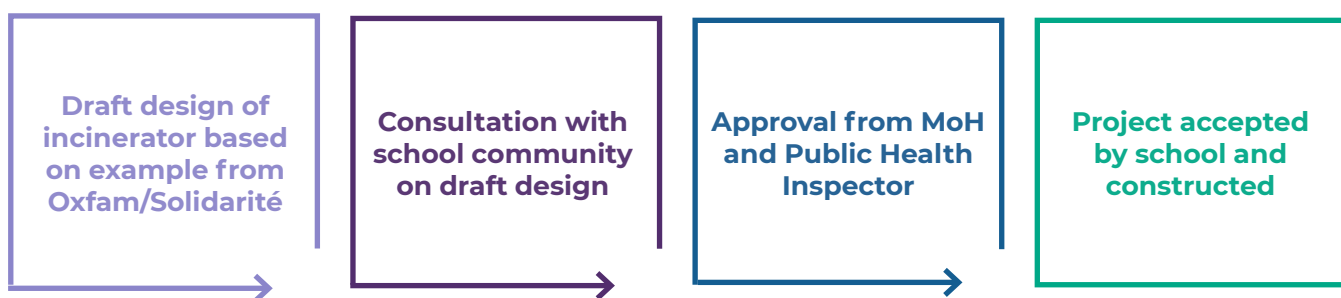 Draft design of
incinerator based
on example from
Oxfam/Solidarité
Consultation with
school community
on draft design
Approval from MoH
and Public Health
Inspector
Project accepted
by school and
constructed